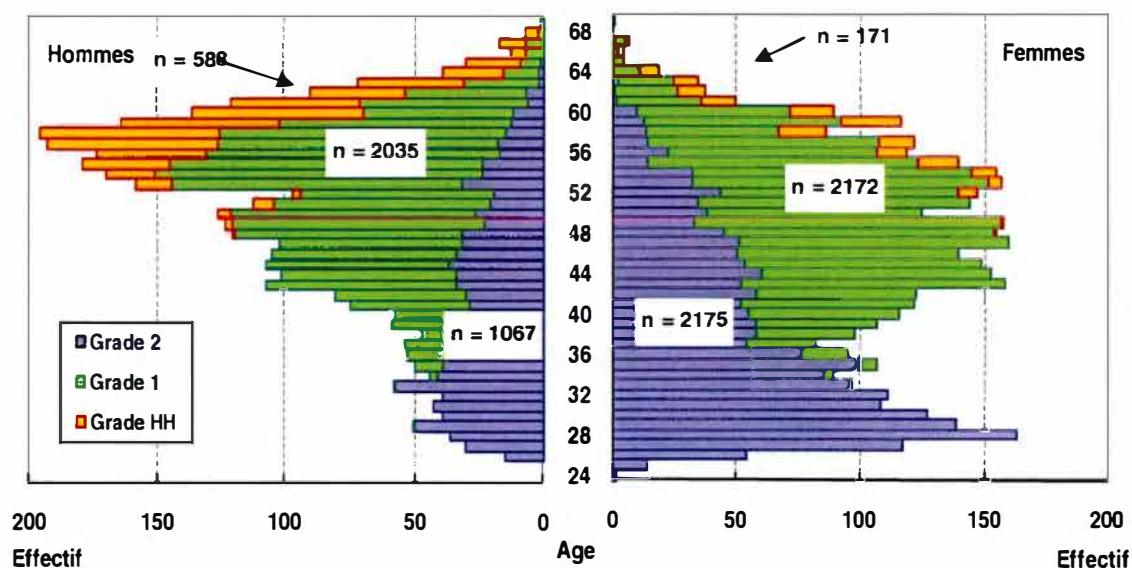 Hommes
n = 588
n = 2035
n = 1067
Grade 2
Grade 1
Grade HH
200
150
100
50
0
Effectif
68
64
60
56
52
48
44
40
36
32
28
24
Age
n = 171
Femmes
n = 2172
n = 2175
0
50
100
150
200
Effectif